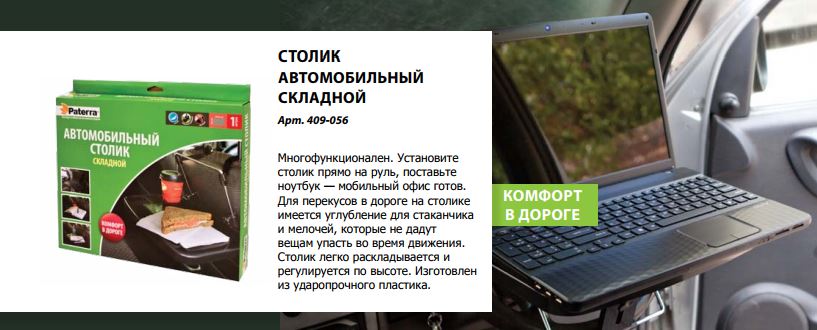 СТОЛИК
АВТОМОБИЛЬНЫЙ
СКЛАДНОЙ
Арт. 409-056
Многофункционален. Установите
столик прямо на руль, поставьте
ноутбук — мобильный офис готов.
Для перекусов в дороге на столике
имеется углубление для стаканчика
и мелочей, которые не дадут
вещам упасть во время движения.
Столик легко раскладывается и
регулируется по высоте. Изготовлен
из ударопрочного пластика.
Paterra
АВТОМОБИЛЬНЫЙ
СТОЛИК
СКЛАДНОЙ
КОМФОРТ
В ДОРОГЕ
АВТОМОБИЛЬНЫЙ СТОЛИК
КОМФОРТ
В ДОРОГЕ